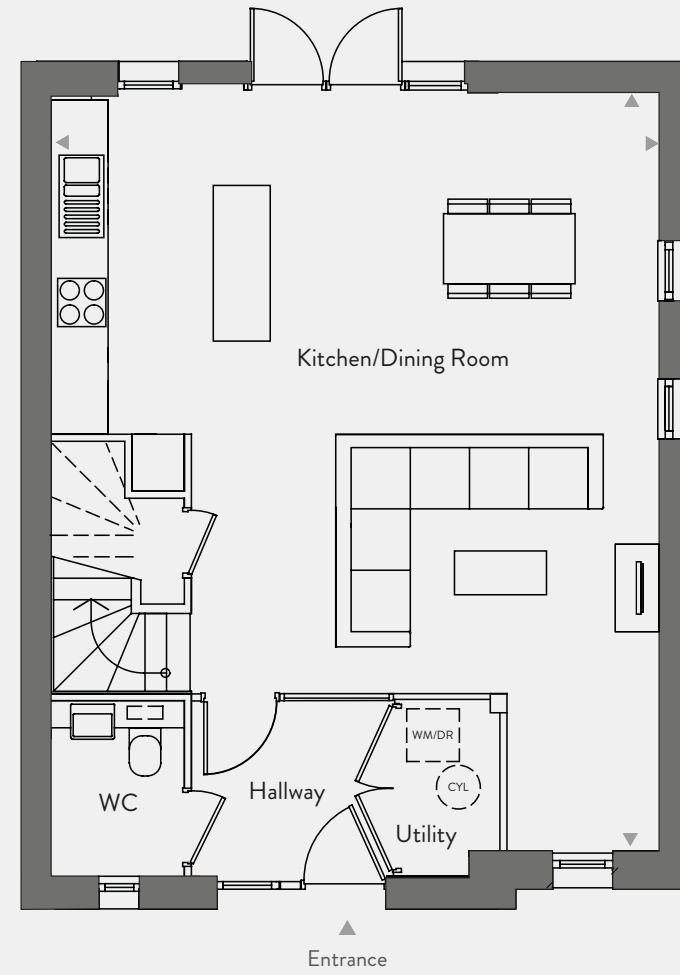 Kitchen/Dining Room
WM/DR
CYL
Hallway
WC
Utility
Entrance